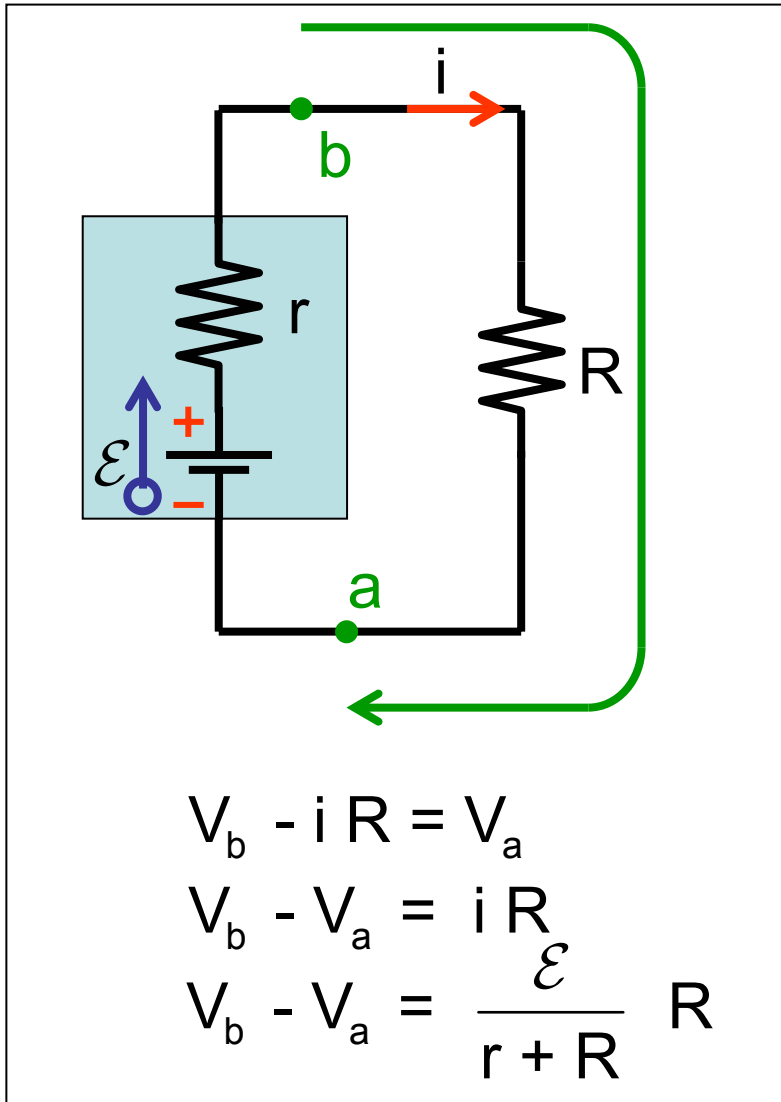 i
b
r
R
+
ℰ
−
a
V_b - i R = V_a
V_b - V_a = i R
V_b - V_a = ℰ / (r + R) R